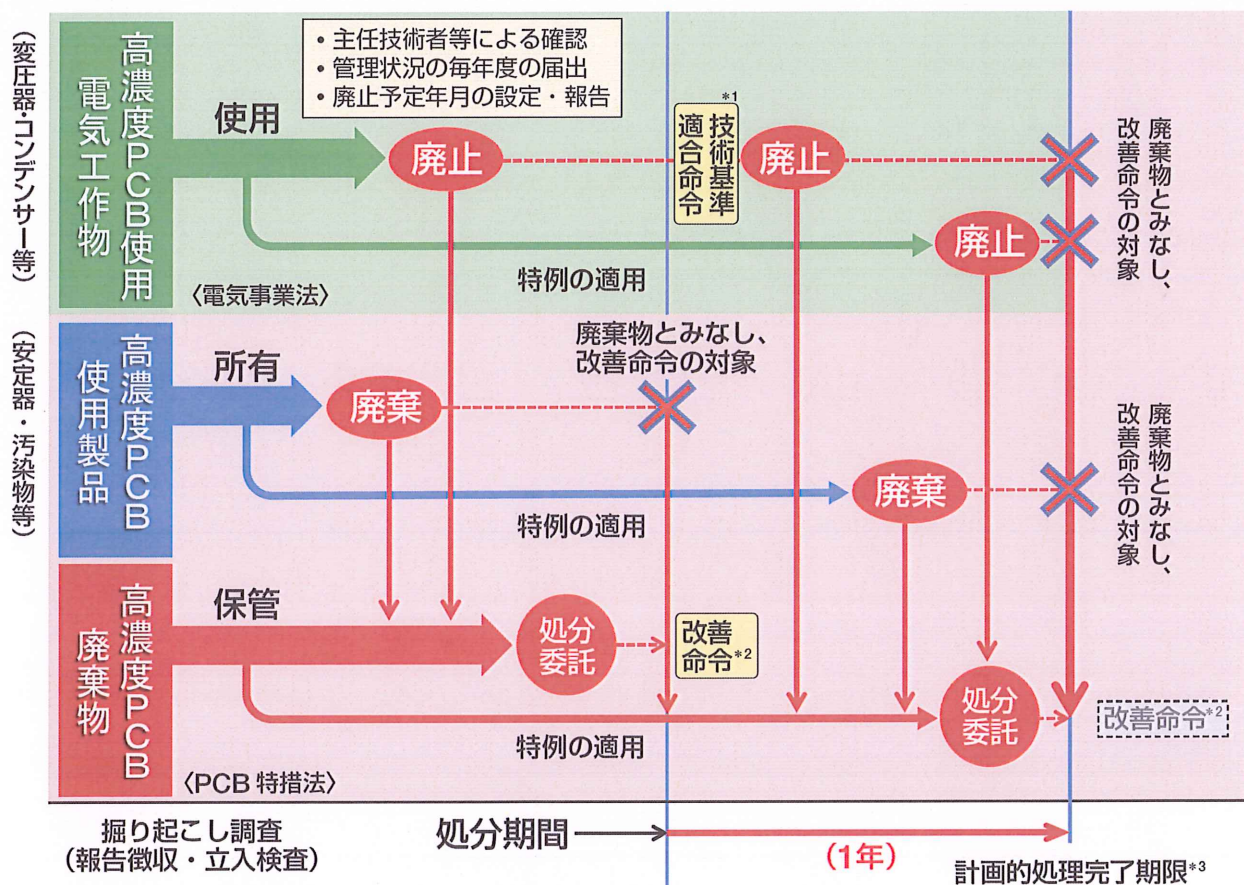 （変圧器・コンデンサー等）
高濃度PCB使用
電気工作物
使用
• 主任技術者等による確認
• 管理状況の毎年度の届出
• 廃止予定年月の設定・報告
廃止
技術基準*1
適合命令
廃止
廃止
特例の適用
〈電気事業法〉
廃棄物とみなし、
改善命令の対象
（安定器・汚染物等）
高濃度PCB
使用製品
所有
廃棄
廃棄物とみなし、
改善命令の対象
廃棄
特例の適用
廃棄物とみなし、
改善命令の対象
高濃度PCB
廃棄物
保管
処分
委託
改善
命令*2
処分
委託
改善命令*2
特例の適用
〈PCB 特措法〉
掘り起こし調査
（報告徴収・立入検査）
処分期間
（1年）
計画的処理完了期限*3